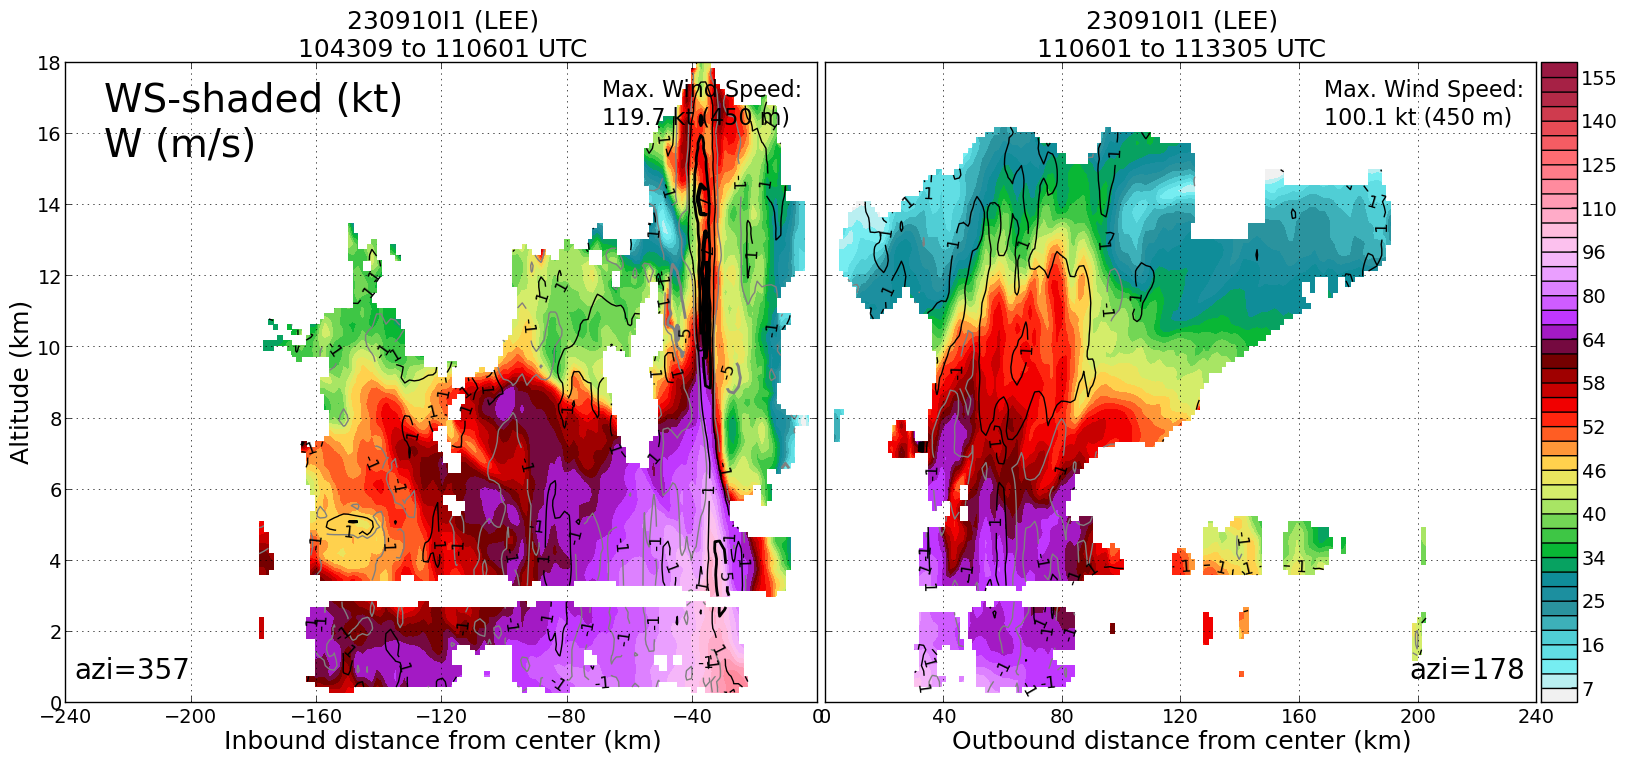 230910I1 (LEE)
104309 to 110601 UTC
230910I1 (LEE)
110601 to 113305 UTC
WS-shaded (kt)
W (m/s)
Max. Wind Speed:
119.7 kt (450 m)
Max. Wind Speed:
100.1 kt (450 m)
18
16
14
12
10
8
6
4
2
0
Altitude (km)
azi=357
azi=178
−240
−200
−160
−120
−80
−40
0
0
40
80
120
160
200
240
Inbound distance from center (km)
Outbound distance from center (km)
155
140
125
110
96
80
64
58
52
46
40
34
25
16
7